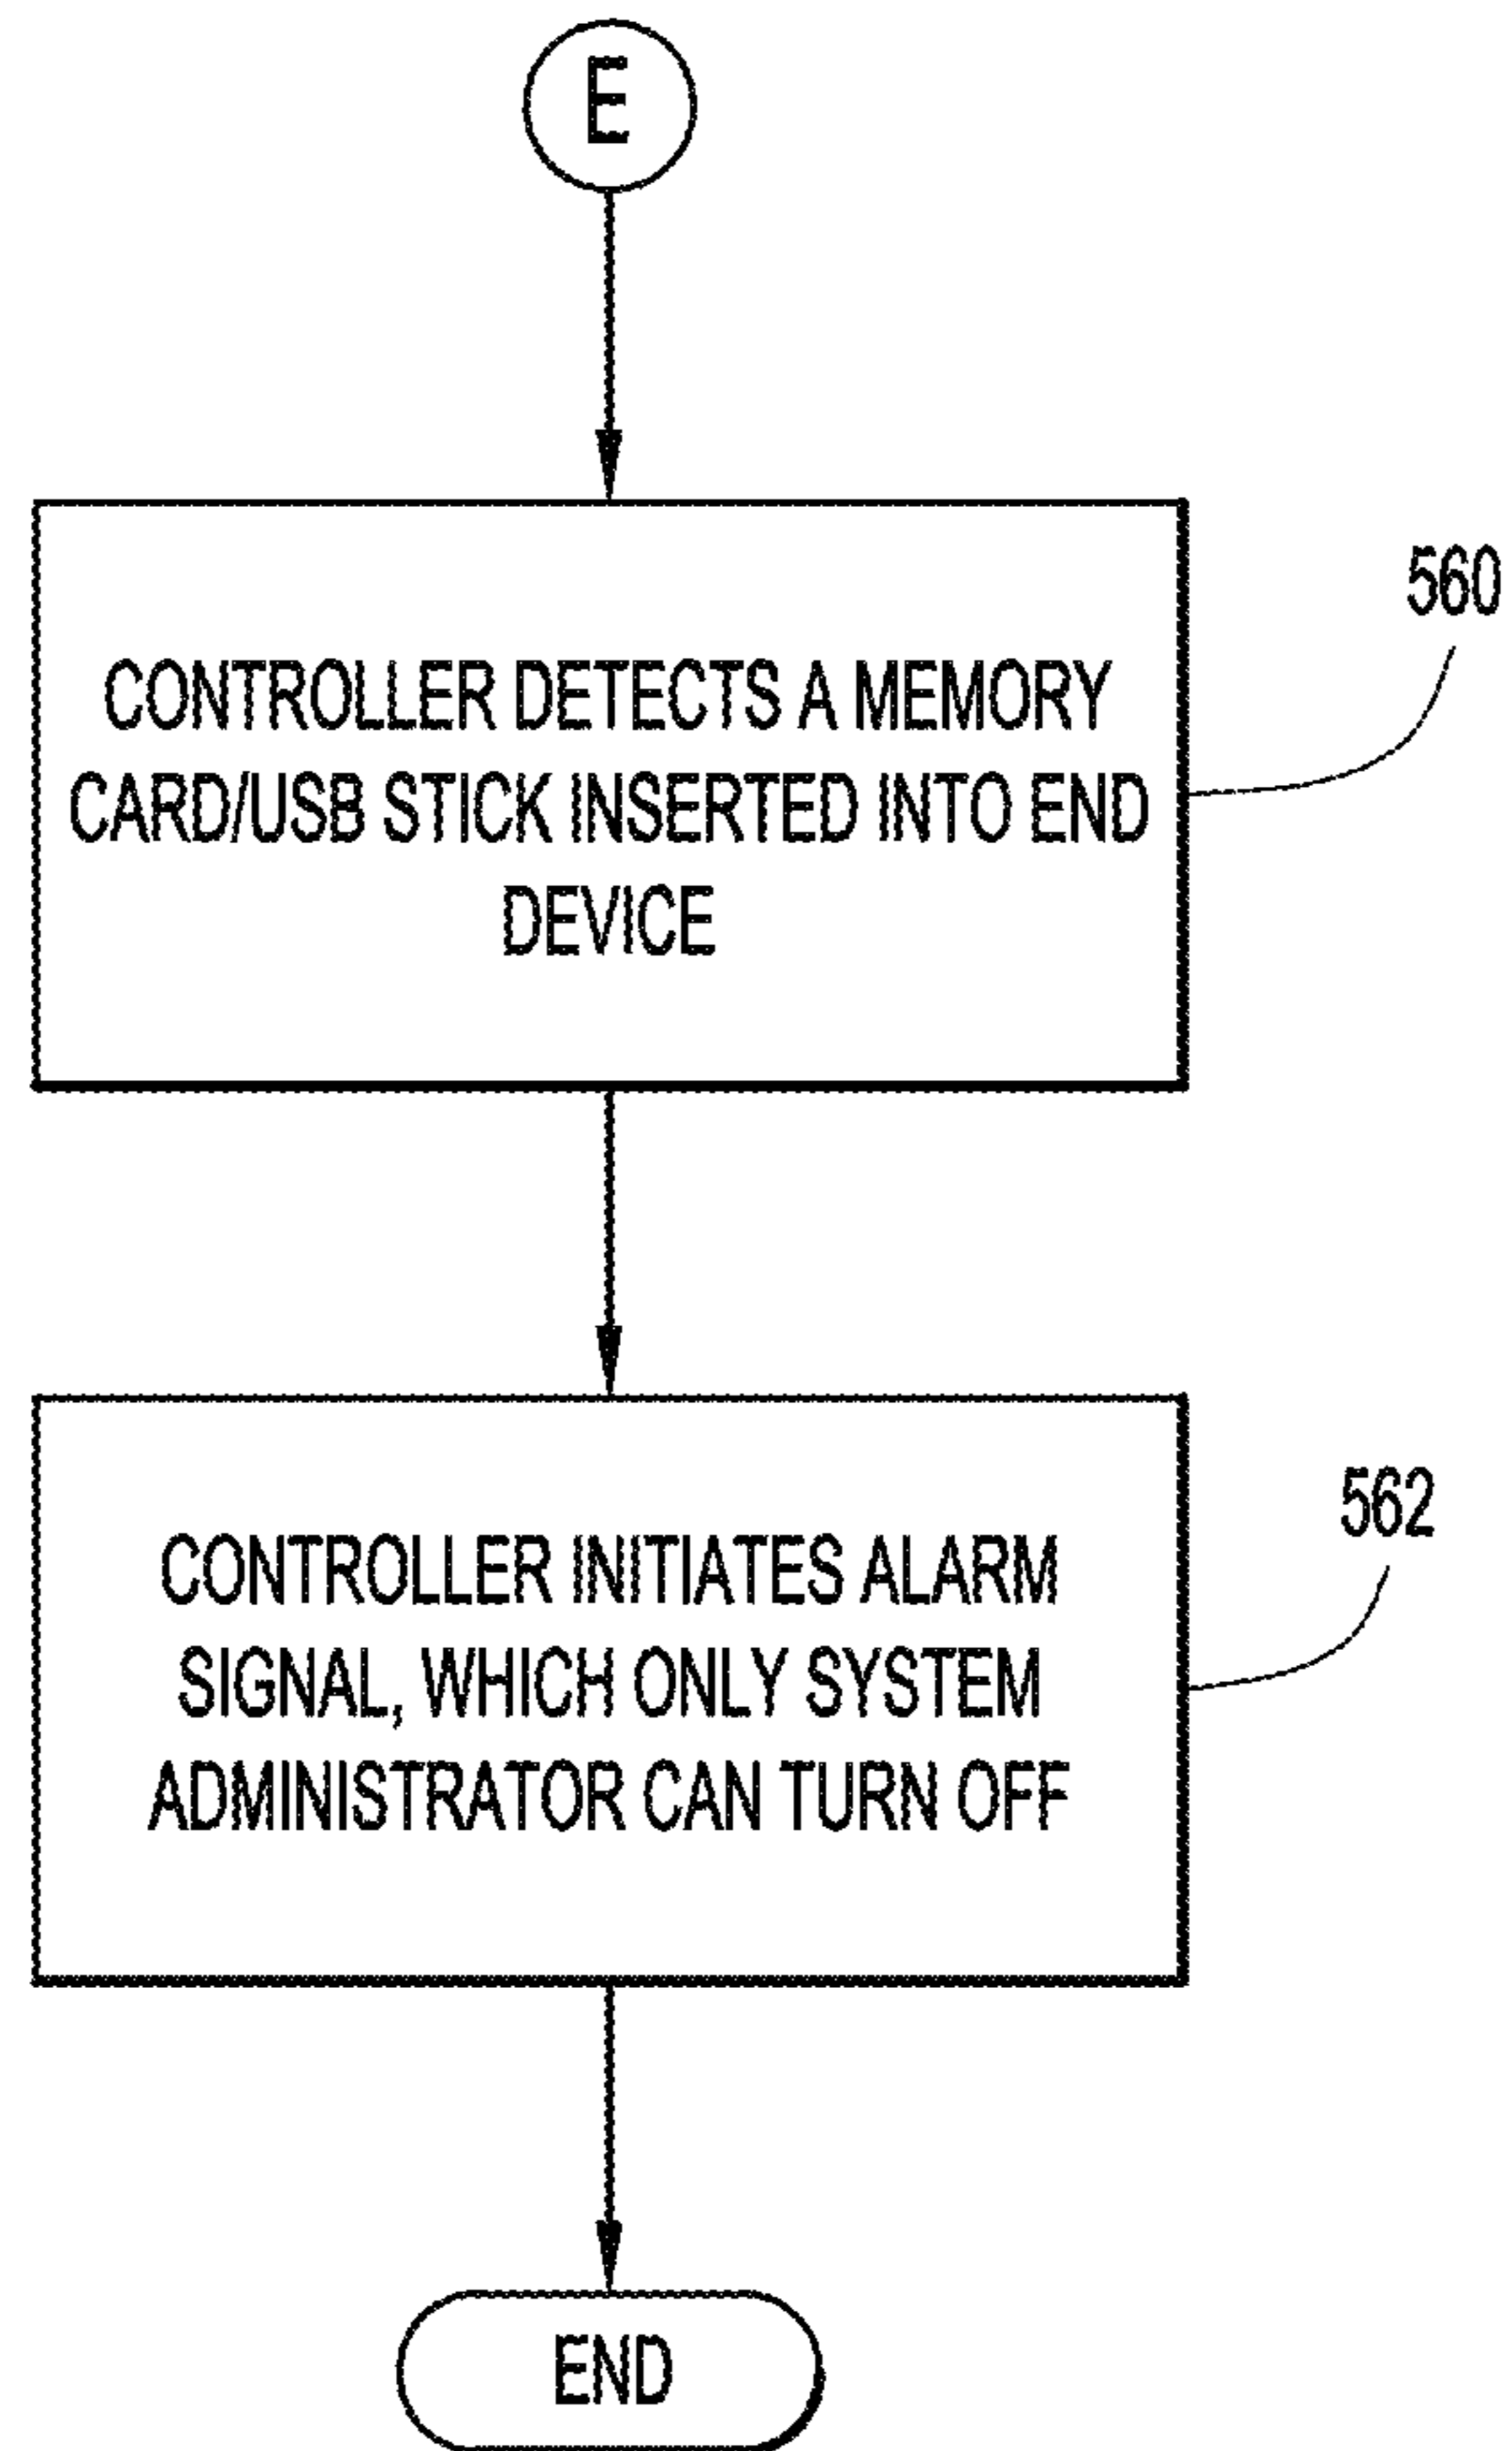 E
CONTROLLER DETECTS A MEMORY
CARD/USB STICK INSERTED INTO END
DEVICE
560
CONTROLLER INITIATES ALARM
SIGNAL, WHICH ONLY SYSTEM
ADMINISTRATOR CAN TURN OFF
562
END